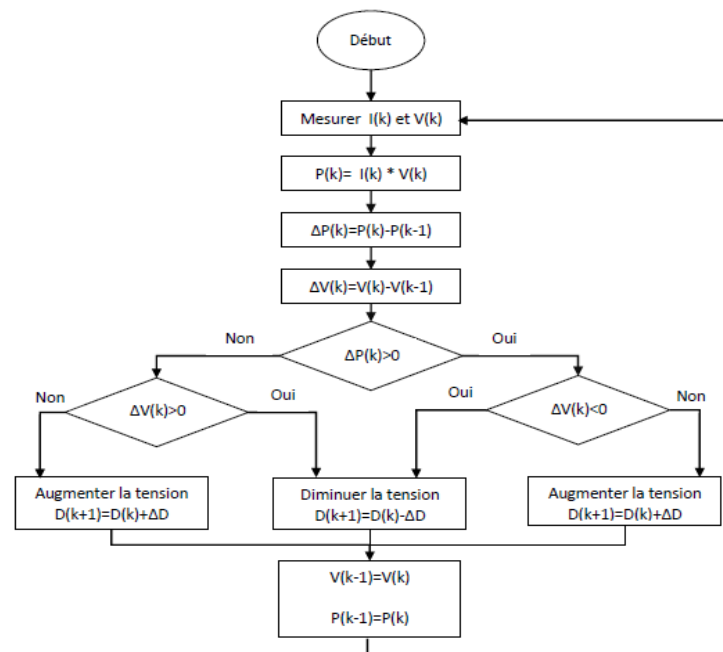 Début
Mesurer I(k) et V(k)
P(k)= I(k) * V(k)
ΔP(k)=P(k)-P(k-1)
ΔV(k)=V(k)-V(k-1)
Non
Oui
ΔP(k)>0
Non
ΔV(k)>0
Oui
Oui
ΔV(k)<0
Non
Augmenter la tension
D(k+1)=D(k)+ΔD
Diminuer la tension
D(k+1)=D(k)-ΔD
Augmenter la tension
D(k+1)=D(k)+ΔD
V(k-1)=V(k)
P(k-1)=P(k)